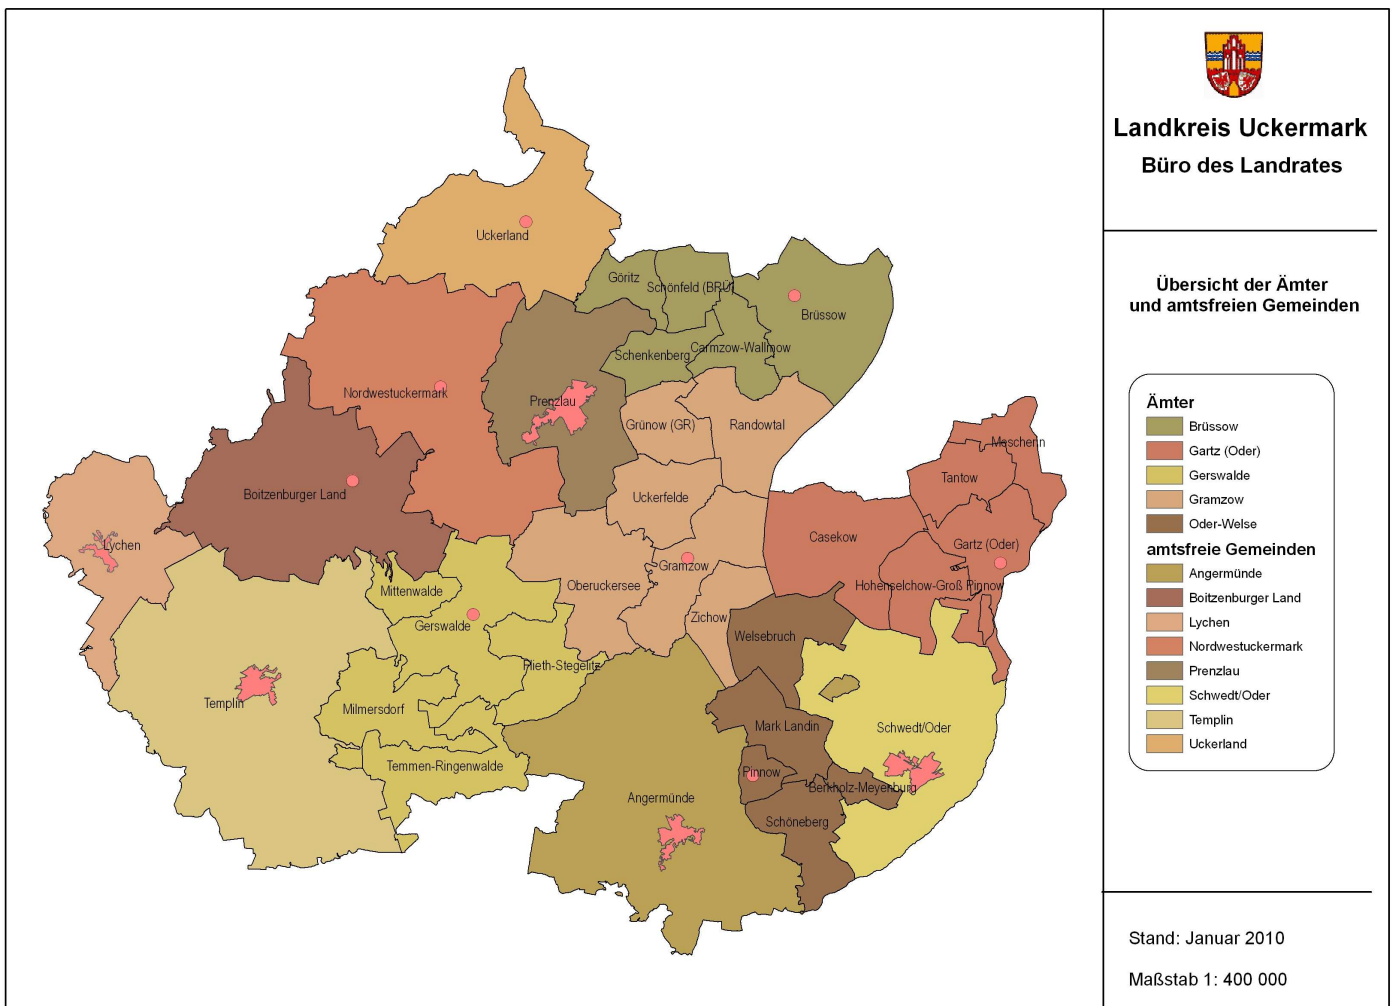 Landkreis Uckermark
Büro des Landrates
Übersicht der Ämter
und amtsfreien Gemeinden
Ämter
Brüssow
Gartz (Oder)
Gerswalde
Gramzow
Oder-Welse
amtsfreie Gemeinden
Angermünde
Boitzenburger Land
Lychen
Nordwestuckermark
Prenzlau
Schwedt/Oder
Templin
Uckerland
Stand: Januar 2010
Maßstab 1: 400 000
Uckerland
Göritz
Schönfeld (BRÜ)
Brüssow
Schenkenberg
Carmzow-Wallmow
Nordwestuckermark
Prenzlau
Grünow (GR)
Randowtal
Mescherin
Tantow
Boitzenburger Land
Uckerfelde
Casekow
Gartz (Oder)
Lychen
Gramzow
Oberuckersee
Hohenselchow-Groß Pinnow
Mittenwalde
Zichow
Gerswalde
Welsebruch
Flieth-Stegelitz
Templin
Milmersdorf
Mark Landin
Schwedt/Oder
Temmen-Ringenwalde
Pinnow
Berkholz-Meyenburg
Angermünde
Schöneberg